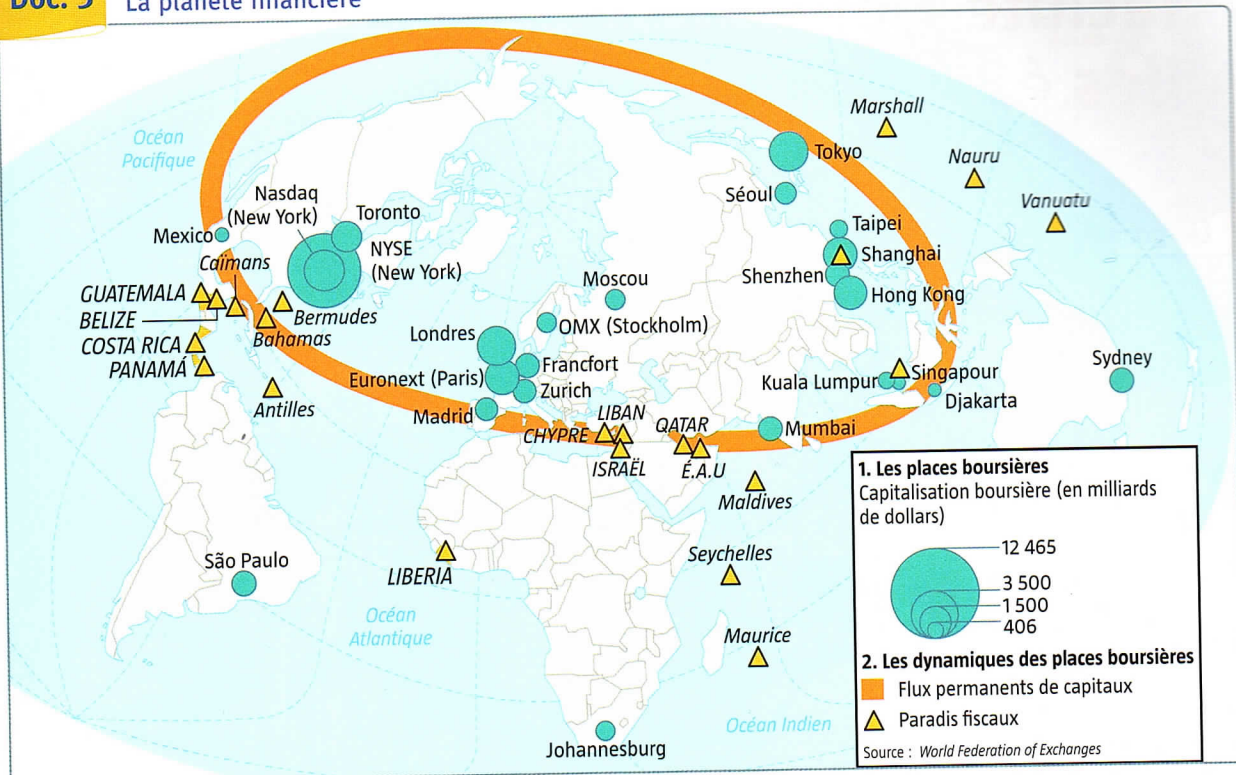 Doc. 5 La planète financière
Océan
Pacifique
Marshall
Nauru
Vanuatu
Tokyo
Séoul
Taipei
Shanghai
Shenzhen
Hong Kong
Nasdaq
(New York)
Toronto
NYSE
(New York)
Mexico
Caïmans
GUATEMALA
BELIZE
COSTA RICA
PANAMÁ
Bermudes
Bahamas
Antilles
Moscou
Londres
OMX (Stockholm)
Francfort
Euronext (Paris)
Zurich
Madrid
CHYPRE
LIBAN
ISRAËL
QATAR
É.A.U
Mumbai
Maldives
Kuala Lumpur
Singapour
Djakarta
Sydney
São Paulo
LIBERIA
Océan
Atlantique
Seychelles
Maurice
Océan Indien
Johannesburg
1. Les places boursières
Capitalisation boursière (en milliards
de dollars)
12 465
3 500
1 500
406
2. Les dynamiques des places boursières
Flux permanents de capitaux
Paradis fiscaux
Source : World Federation of Exchanges